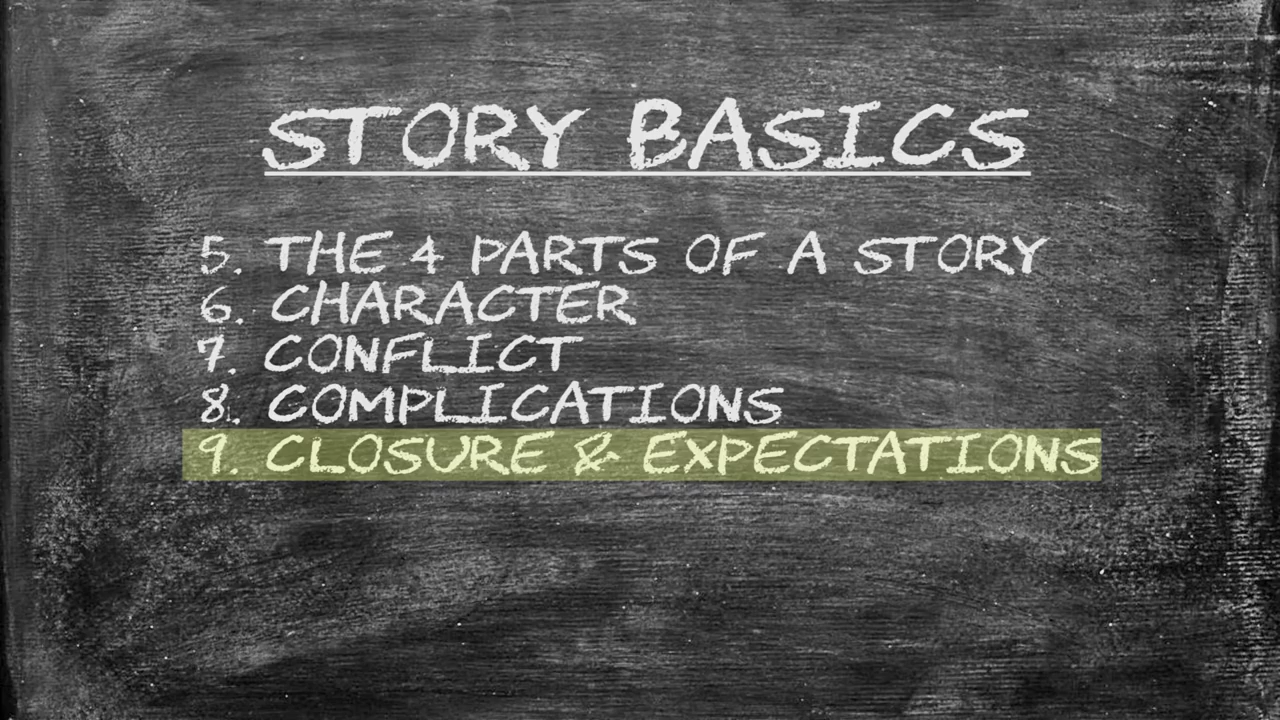 STORY BASICS
5. THE 4 PARTS OF A STORY
6. CHARACTER
7. CONFLICT
8. COMPLICATIONS
9. CLOSURE & EXPECTATIONS